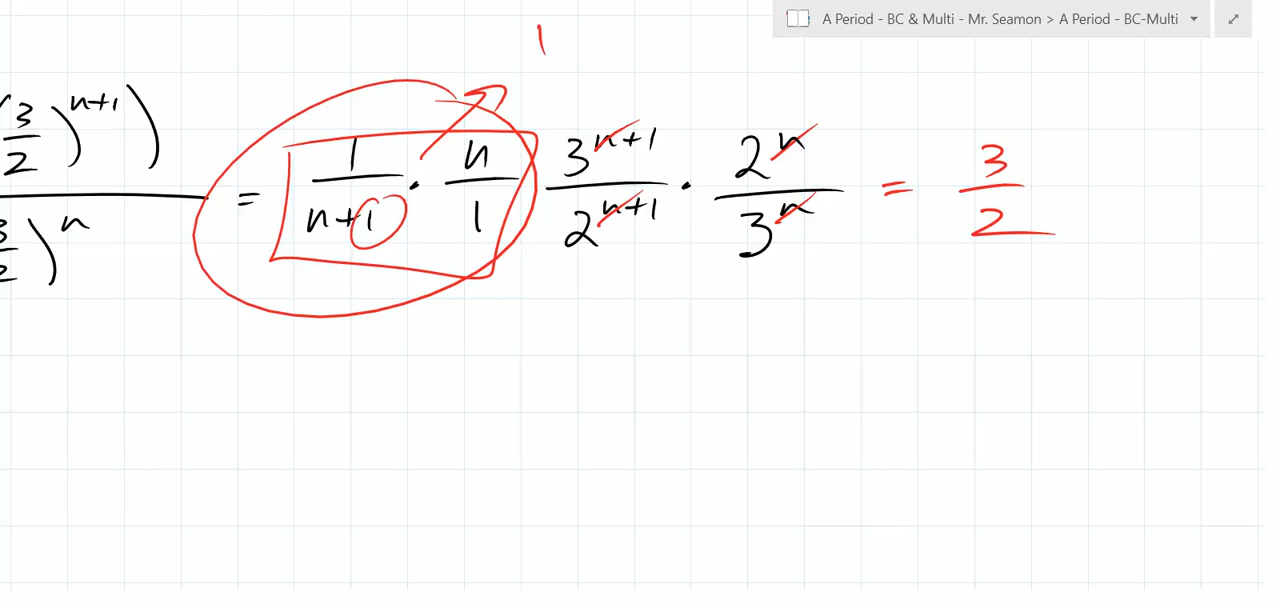 A Period - BC & Multi - Mr. Seamon > A Period - BC-Multi
1
(3/2)^(n+1)) / (3/2)^n = 1/(n+1) · n/1 3^(n+1)/2^(n+1) · 2^n/3^n = 3/2